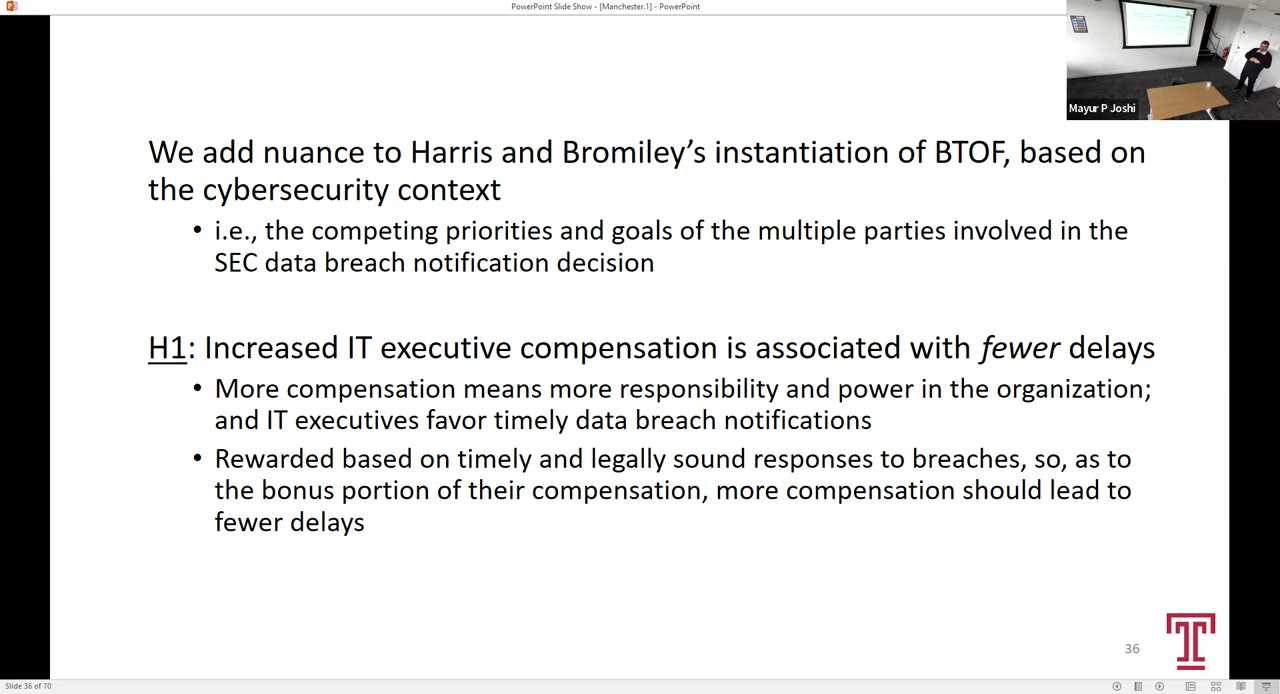 PowerPoint Slide Show - [Manchester.1] - PowerPoint
Mayur P Joshi
We add nuance to Harris and Bromiley’s instantiation of BTOF, based on
the cybersecurity context
• i.e., the competing priorities and goals of the multiple parties involved in the
SEC data breach notification decision
H1: Increased IT executive compensation is associated with fewer delays
• More compensation means more responsibility and power in the organization;
and IT executives favor timely data breach notifications
• Rewarded based on timely and legally sound responses to breaches, so, as to
the bonus portion of their compensation, more compensation should lead to
fewer delays
36
Slide 36 of 70